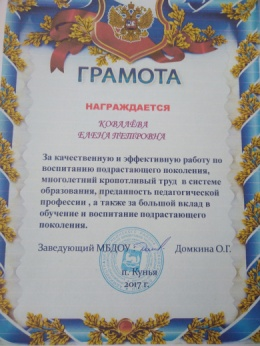 ГРАМОТА
НАГРАЖДАЕТСЯ
КОВАЛЁВА
ЕЛЕНА ПЕТРОВНА
За качественную и эффективную работу по
воспитанию подрастающего поколения,
многолетний кропотливый труд в системе
образования, преданность педагогической
профессии , а также за большой вклад в
обучение и воспитание подрастающего
поколения.
Заведующий МБДОУ Домкина О.Г.
п. Кунья
2017 г.